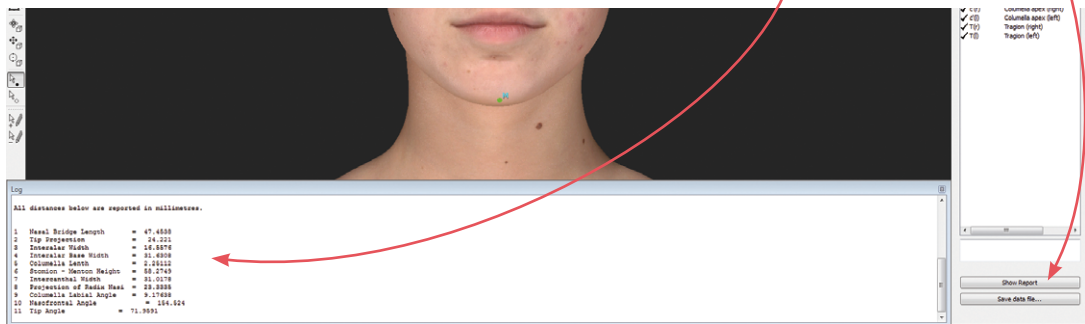 c'(r) Columella apex (right)
c'(l) Columella apex (left)
T(r) Tragion (right)
T(l) Tragion (left)
Log
All distances below are reported in millimetres.
1 Nasal Bridge Length = 47.4538
2 Tip Projection = 24.221
3 Interalar Width = 16.5576
4 Interalar Base Width = 31.6308
5 Columella Lenth = 2.25112
6 Stomion - Menton Height = 58.2749
7 Intercanthal Width = 31.0178
8 Projection of Radix Nasi = 23.3335
9 Columella Labial Angle = 9.17638
10 Nasofrontal Angle = 154.524
11 Tip Angle = 71.9891
Show Report
Save data file...